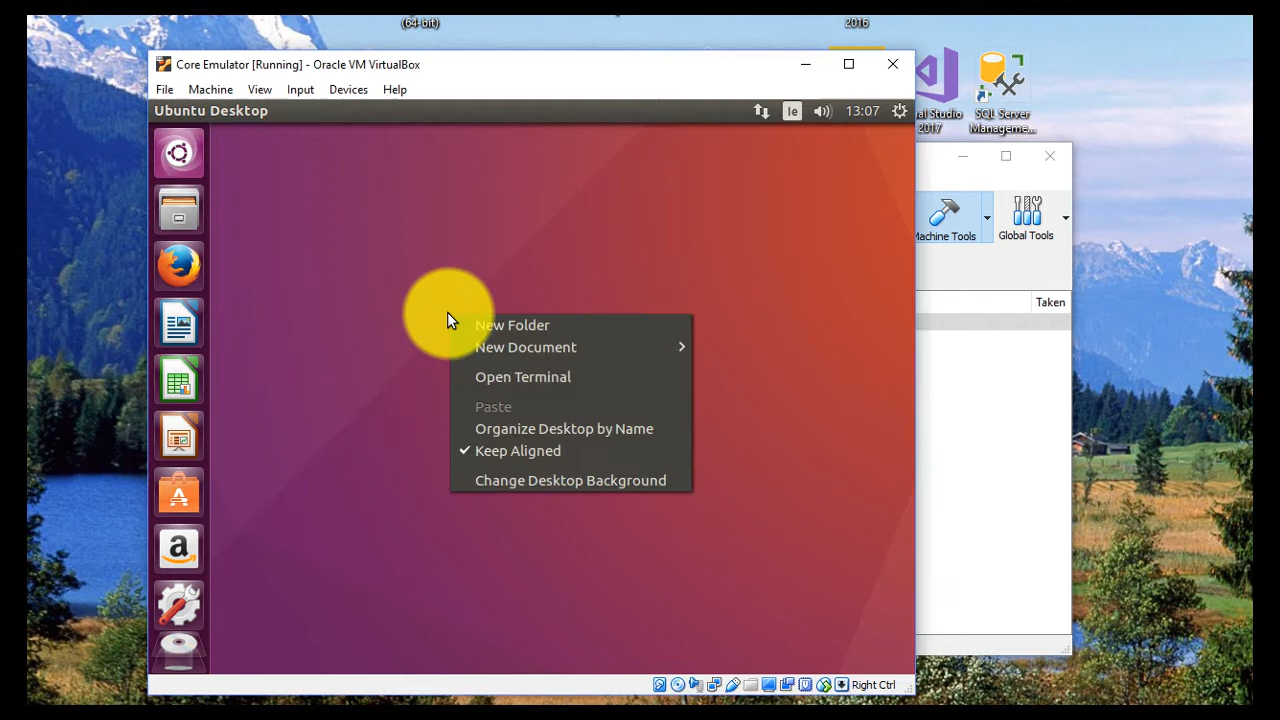 (64-bit)
2016
Core Emulator [Running] - Oracle VM VirtualBox
File Machine View Input Devices Help
Ubuntu Desktop
Ie
13:07
2017
SQL Server
Manageme...
Machine Tools
Global Tools
Taken
New Folder
New Document
Open Terminal
Paste
Organize Desktop by Name
Keep Aligned
Change Desktop Background
Right Ctrl